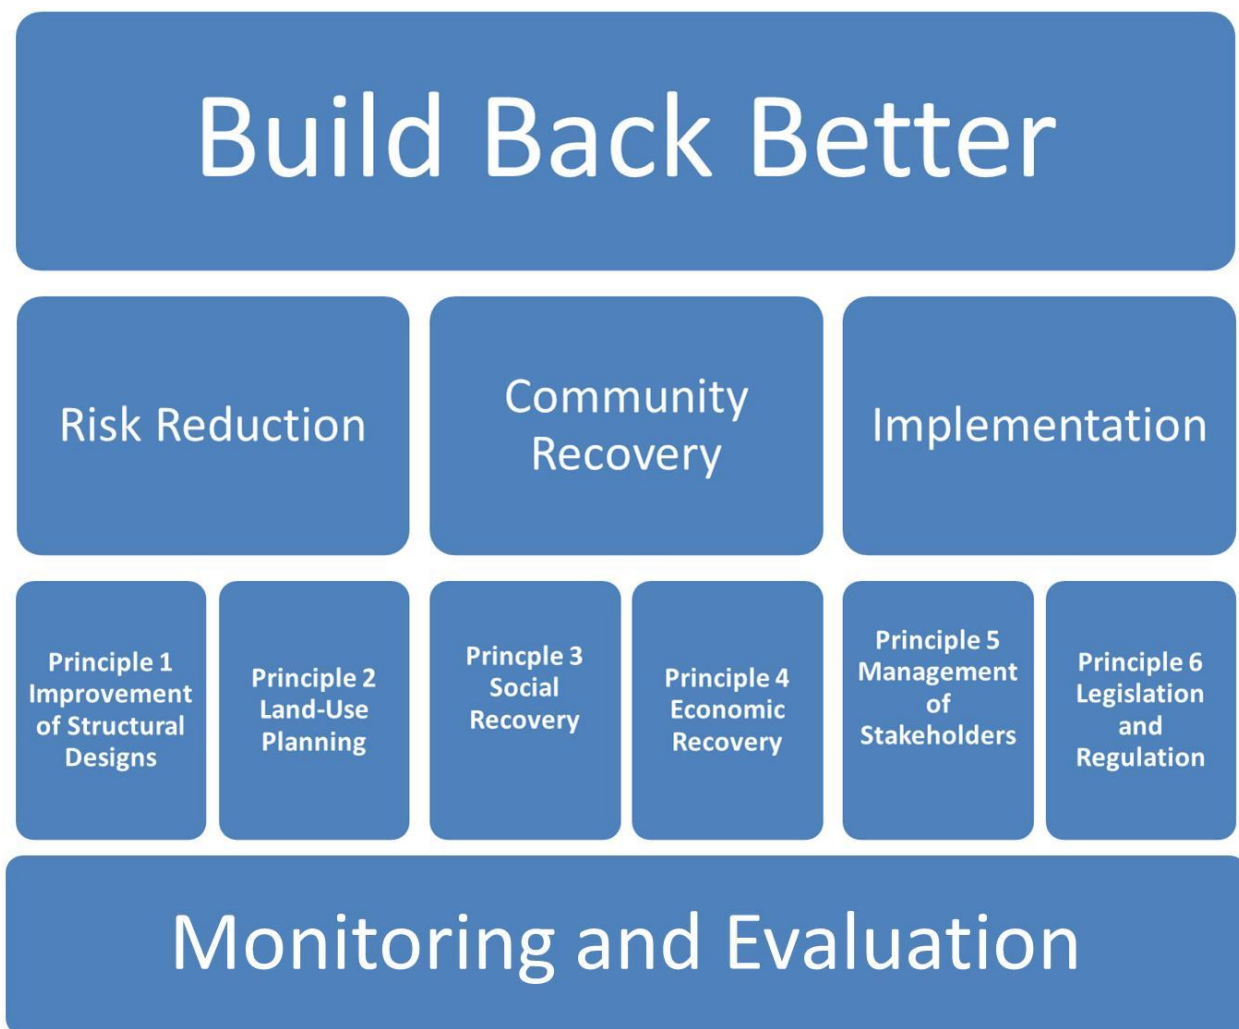 Build Back Better
Risk Reduction
Community
Recovery
Implementation
Principle 1
Improvement
of Structural
Designs
Principle 2
Land-Use
Planning
Princple 3
Social
Recovery
Principle 4
Economic
Recovery
Principle 5
Management
of
Stakeholders
Principle 6
Legislation
and
Regulation
Monitoring and Evaluation